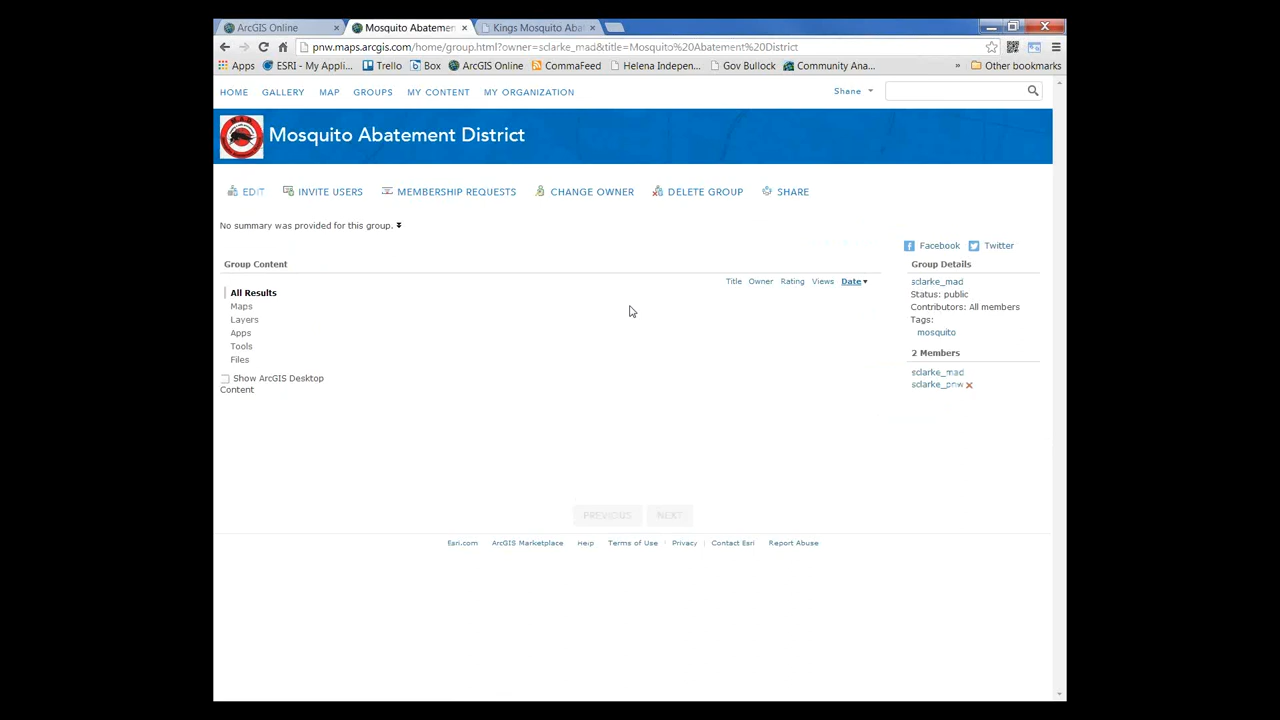 ArcGIS Online
Mosquito Abatemen
Kings Mosquito Aba
pnw.maps.arcgis.com/home/group.html?owner=sclarke_mad&title=Mosquito%20Abatement%20District
Apps ESRI - My Appli... Trello Box ArcGIS Online CommaFeed Helena Indepen... Gov Bullock Community Ana... » Other bookmarks
HOME GALLERY MAP GROUPS MY CONTENT MY ORGANIZATION Shane
Mosquito Abatement District
EDIT INVITE USERS MEMBERSHIP REQUESTS CHANGE OWNER DELETE GROUP SHARE
No summary was provided for this group.
Facebook Twitter
Group Content
Title Owner Rating Views Date
All Results
Maps
Layers
Apps
Tools
Files
Show ArcGIS Desktop
Content
Group Details
sclarke_mad
Status: public
Contributors: All members
Tags:
mosquito
2 Members
sclarke_mad
sclarke_pnw
PREVIOUS NEXT
Esri.com ArcGIS Marketplace Help Terms of Use Privacy Contact Esri Report Abuse